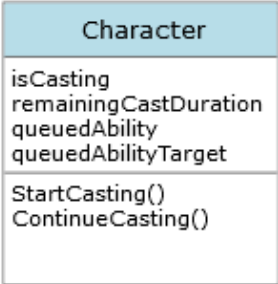 Character
isCasting
remainingCastDuration
queuedAbility
queuedAbilityTarget
StartCasting()
ContinueCasting()